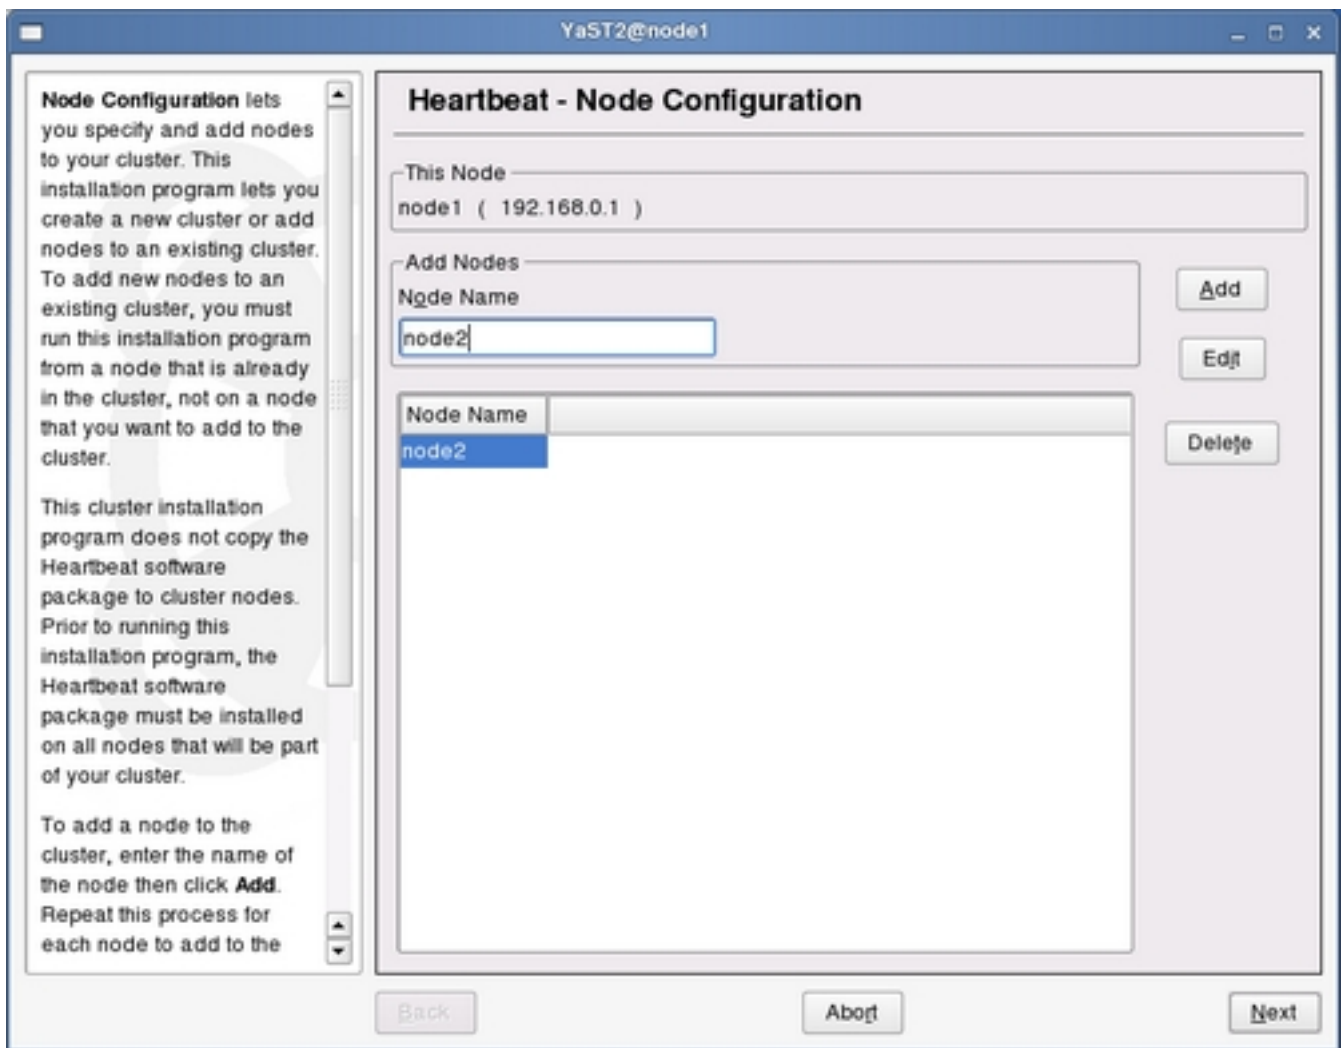 YaST2@node1
Node Configuration lets
you specify and add nodes
to your cluster. This
installation program lets you
create a new cluster or add
nodes to an existing cluster.
To add new nodes to an
existing cluster, you must
run this installation program
from a node that is already
in the cluster, not on a node
that you want to add to the
cluster.
This cluster installation
program does not copy the
Heartbeat software
package to cluster nodes.
Prior to running this
installation program, the
Heartbeat software
package must be installed
on all nodes that will be part
of your cluster.
To add a node to the
cluster, enter the name of
the node then click Add.
Repeat this process for
each node to add to the
Heartbeat - Node Configuration
This Node
node1 ( 192.168.0.1 )
Add Nodes
Node Name
node2
Add
Edit
Delete
Node Name
node2
Back
Abort
Next